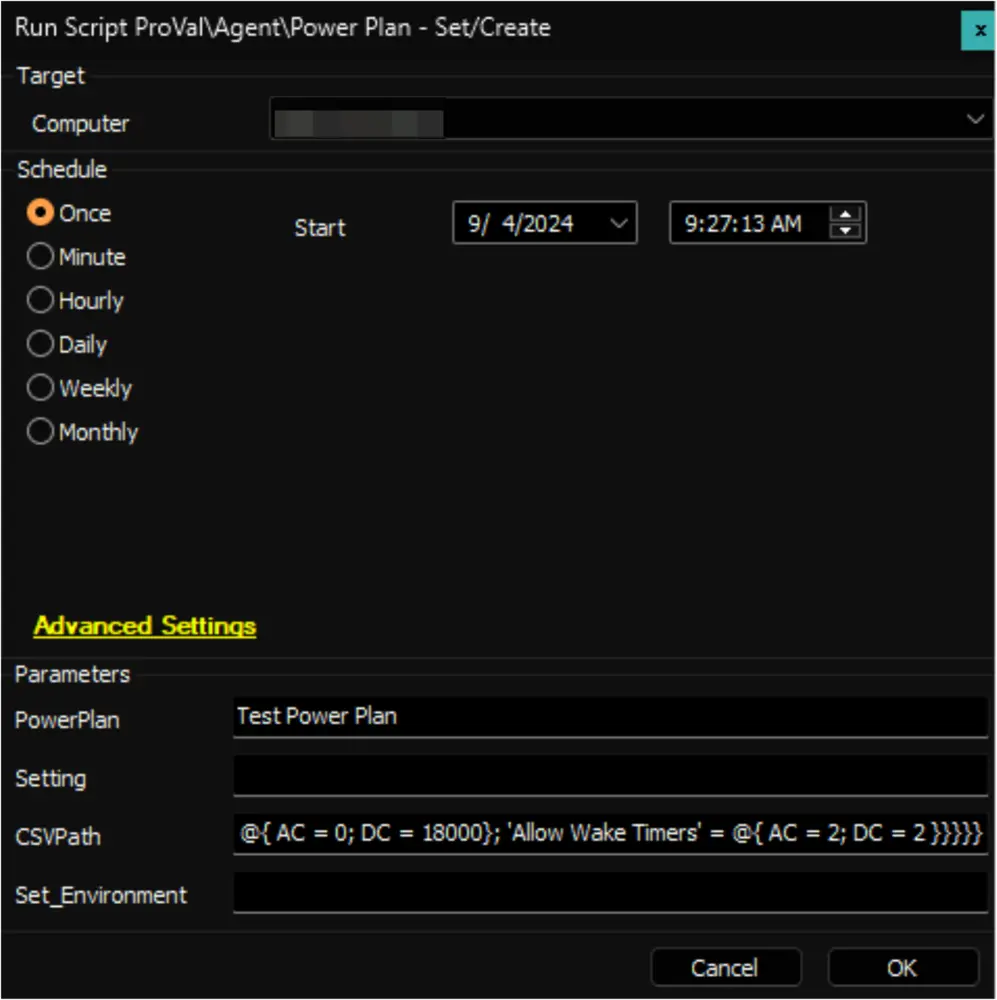 Run Script ProVal\Agent\Power Plan - Set/Create
x
Target
Computer
Schedule
Once
Start
9/ 4/2024
9:27:13 AM
Minute
Hourly
Daily
Weekly
Monthly
Advanced Settings
Parameters
PowerPlan
Test Power Plan
Setting
CSVPath
@{ AC = 0; DC = 18000}; 'Allow Wake Timers' = @{ AC = 2; DC = 2 }}}}}
Set_Environment
Cancel
OK